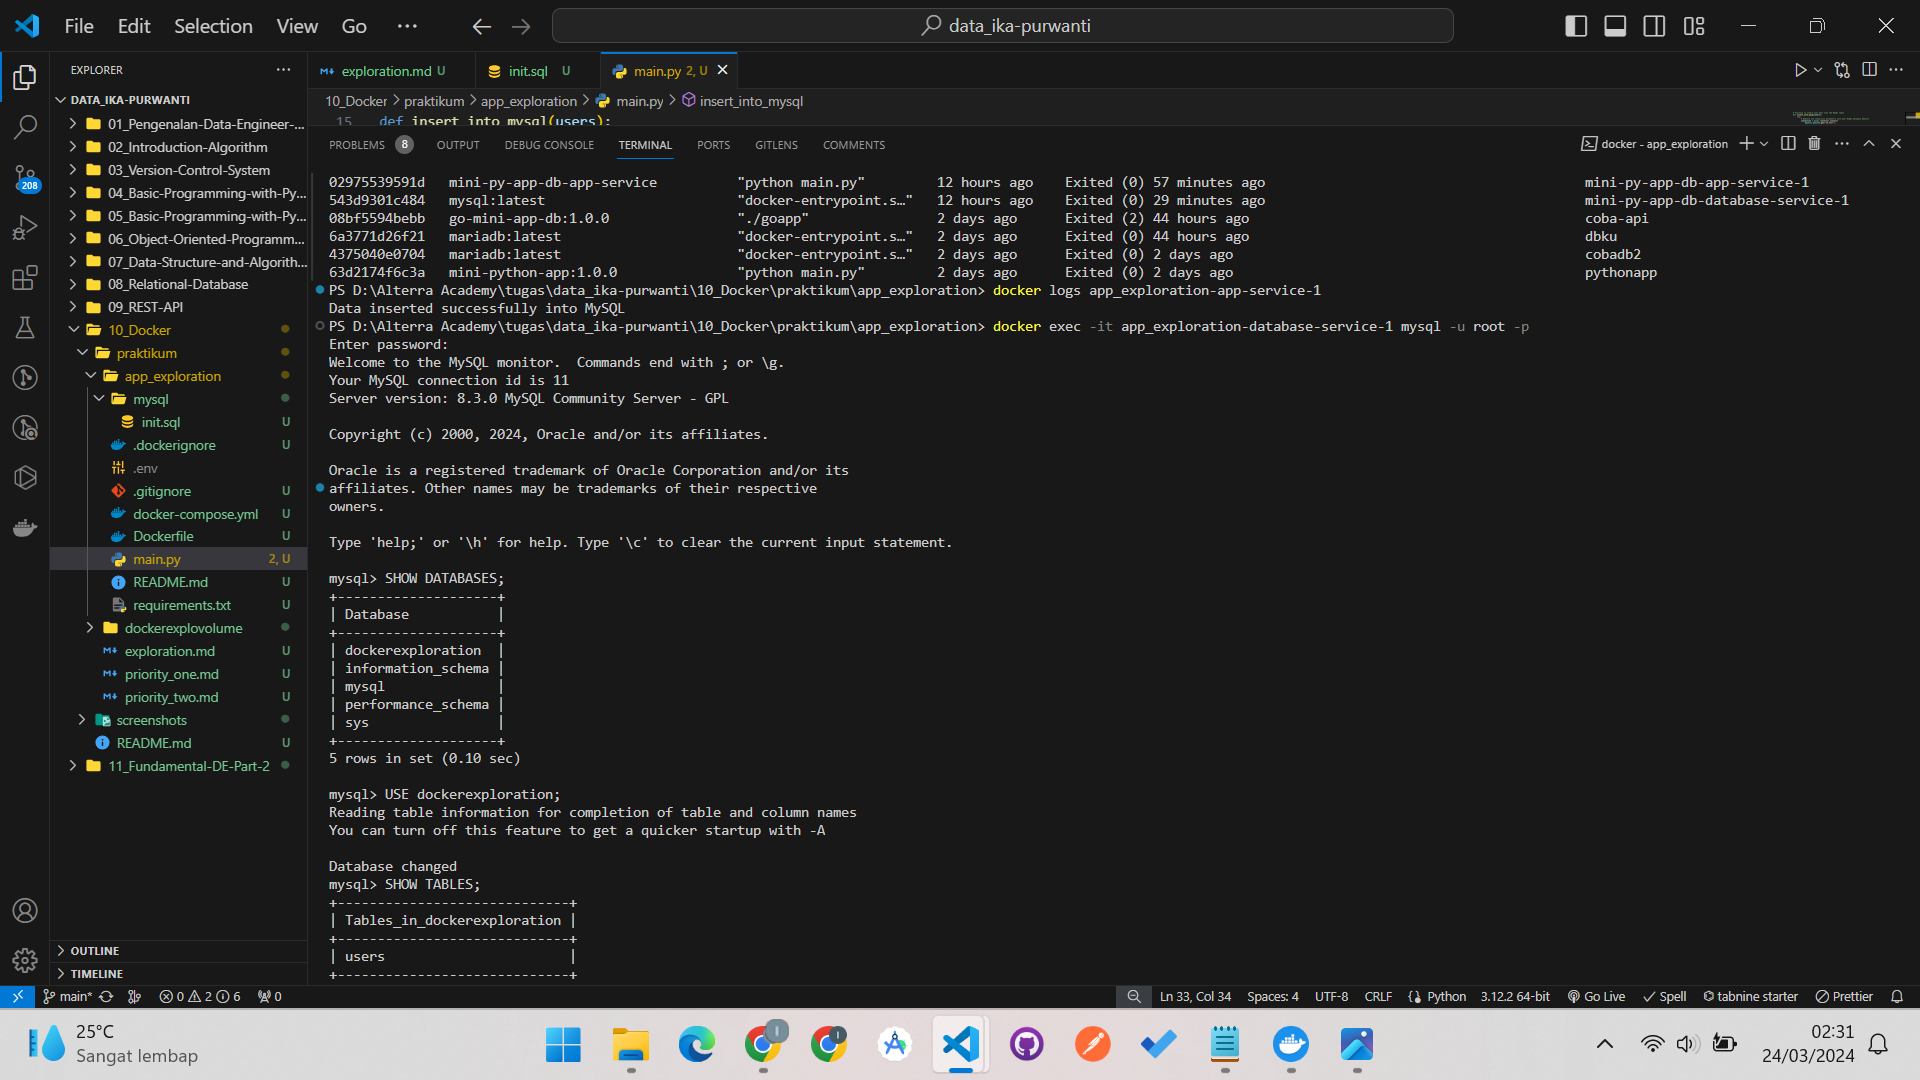 File Edit Selection View Go ··· data_ika-purwanti
EXPLORER
DATA_IKA-PURWANTI
01_Pengenalan-Data-Engineer-...
02_Introduction-Algorithm
03_Version-Control-System
04_Basic-Programming-with-Py...
05_Basic-Programming-with-Py...
06_Object-Oriented-Programm...
07_Data-Structure-and-Algorith...
08_Relational-Database
09_REST-API
10_Docker
praktikum
app_exploration
mysql
init.sql U
.dockerignore U
.env
.gitignore U
docker-compose.yml U
Dockerfile U
main.py 2, U
README.md U
requirements.txt U
dockerexplovolume
exploration.md U
priority_one.md U
priority_two.md U
screenshots
README.md U
11_Fundamental-DE-Part-2
OUTLINE
TIMELINE
208
exploration.md U init.sql U main.py 2, U
10_Docker > praktikum > app_exploration > main.py > insert_into_mysql
15 def insert_into_mysql(users):
PROBLEMS 8 OUTPUT DEBUG CONSOLE TERMINAL PORTS GITLENS COMMENTS docker - app_exploration
02975539591d mini-py-app-db-app-service "python main.py" 12 hours ago Exited (0) 57 minutes ago mini-py-app-db-app-service-1
543d9301c484 mysql:latest "docker-entrypoint.s…" 12 hours ago Exited (0) 29 minutes ago mini-py-app-db-database-service-1
08bf5594bebb go-mini-app-db:1.0.0 "./goapp" 2 days ago Exited (2) 44 hours ago coba-api
6a3771d26f21 mariadb:latest "docker-entrypoint.s…" 2 days ago Exited (0) 44 hours ago dbku
4375040e0704 mariadb:latest "docker-entrypoint.s…" 2 days ago Exited (0) 2 days ago cobadb2
63d2174f6c3a mini-python-app:1.0.0 "python main.py" 2 days ago Exited (0) 2 days ago pythonapp
PS D:\Alterra Academy\tugas\data_ika-purwanti\10_Docker\praktikum\app_exploration> docker logs app_exploration-app-service-1
Data inserted successfully into MySQL
PS D:\Alterra Academy\tugas\data_ika-purwanti\10_Docker\praktikum\app_exploration> docker exec -it app_exploration-database-service-1 mysql -u root -p
Enter password:
Welcome to the MySQL monitor.  Commands end with ; or \g.
Your MySQL connection id is 11
Server version: 8.3.0 MySQL Community Server - GPL
Copyright (c) 2000, 2024, Oracle and/or its affiliates.
Oracle is a registered trademark of Oracle Corporation and/or its
affiliates. Other names may be trademarks of their respective
owners.
Type 'help;' or '\h' for help. Type '\c' to clear the current input statement.
mysql> SHOW DATABASES;
+--------------------+
| Database           |
+--------------------+
| dockerexploration  |
| information_schema |
| mysql              |
| performance_schema |
| sys                |
+--------------------+
5 rows in set (0.10 sec)
mysql> USE dockerexploration;
Reading table information for completion of table and column names
You can turn off this feature to get a quicker startup with -A
Database changed
mysql> SHOW TABLES;
+-----------------------------+
| Tables_in_dockerexploration |
+-----------------------------+
| users                       |
+-----------------------------+
main* 0 2 6 0 Ln 33, Col 34 Spaces: 4 UTF-8 CRLF Python 3.12.2 64-bit Go Live Spell tabnine starter Prettier
25°C
Sangat lembap
02:31
24/03/2024